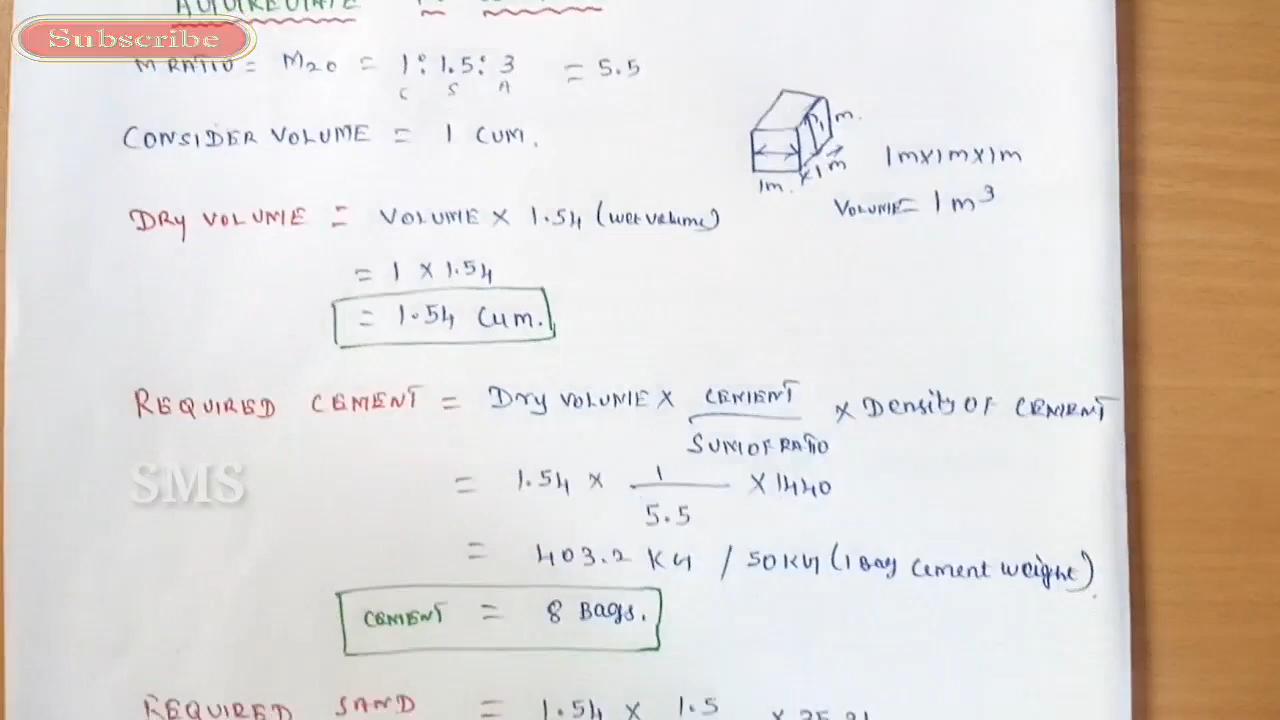 Subscribe
M RATIO = M20 = 1 : 1.5 : 3 = 5.5
C S A
CONSIDER VOLUME = 1 CUM.
1m. × 1m 1m.
1m×1m×1m
VOLUME = 1 m³
DRY VOLUME = VOLUME × 1.54 (wet volume)
= 1 × 1.54
= 1.54 Cum.
REQUIRED CEMENT = Dry VOLUME × CEMENT / SUM OF RATIO × Density OF CEMENT
SMS
= 1.54 × 1 / 5.5 × 1440
= 403.2 KG / 50KG (1 Bag Cement weight)
CEMENT = 8 Bags.
REQUIRED SAND = 1.54 × 1.5